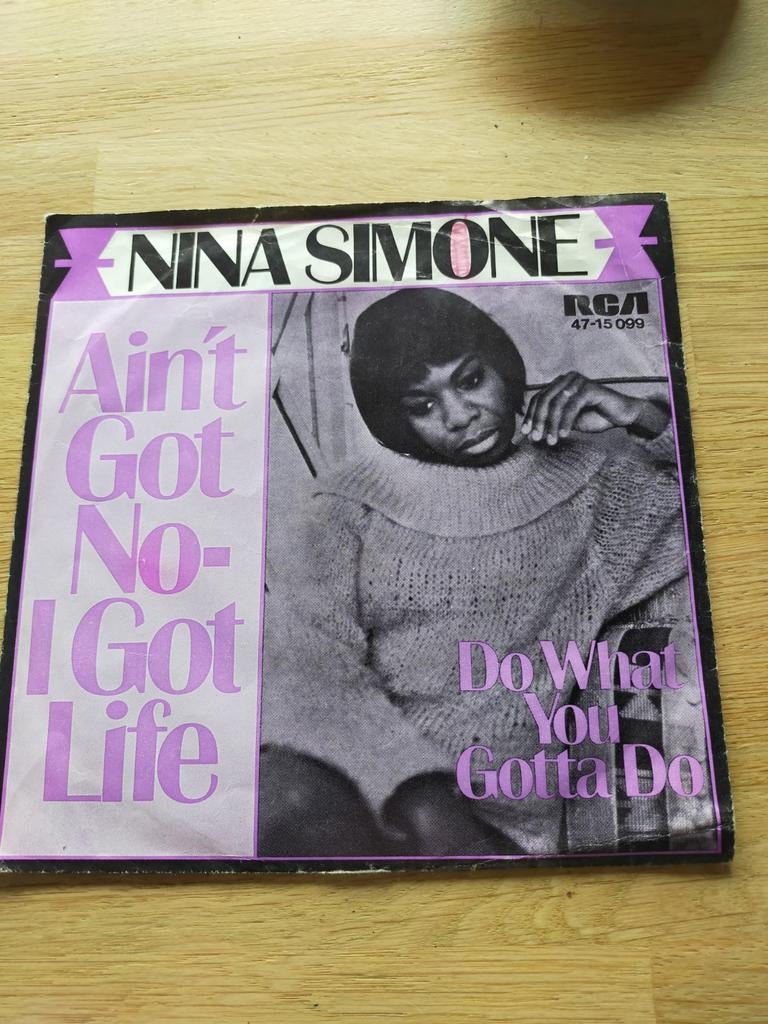 NINA SIMONE
RCA
47-15 099
Ain't
Got
No-
I Got
Life
Do What
You
Gotta Do